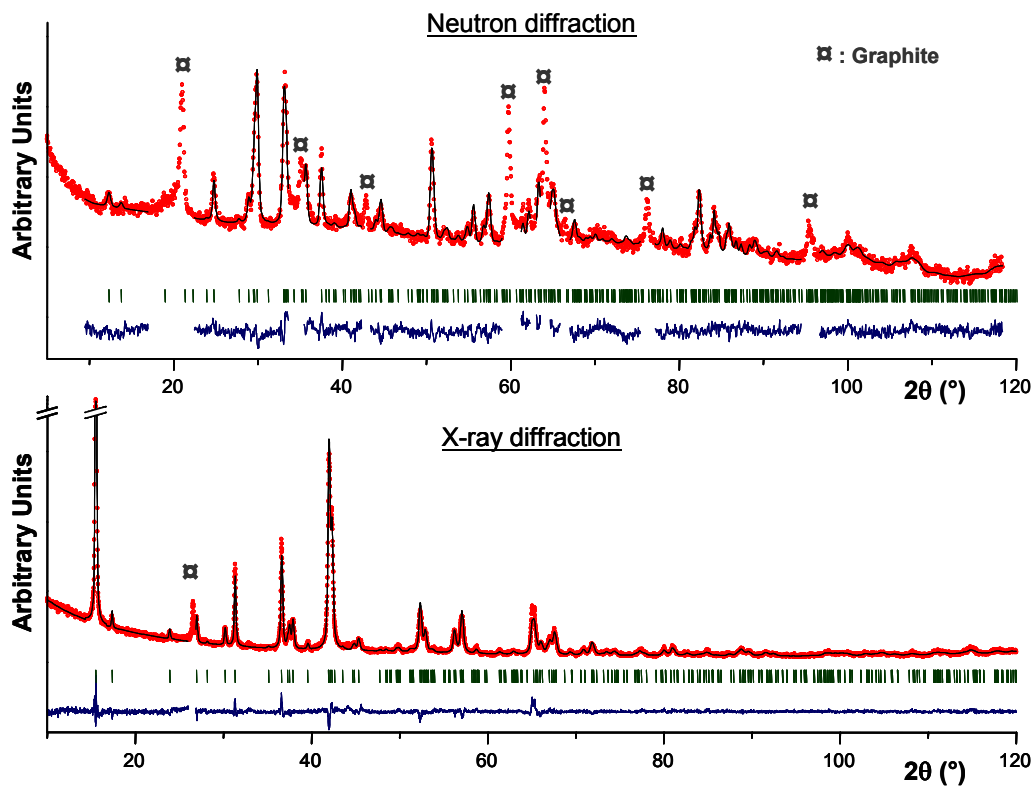 Neutron diffraction
¤ : Graphite
Arbitrary Units
20 40 60 80 100 120
2θ (°)
X-ray diffraction
Arbitrary Units
20 40 60 80 100 120
2θ (°)